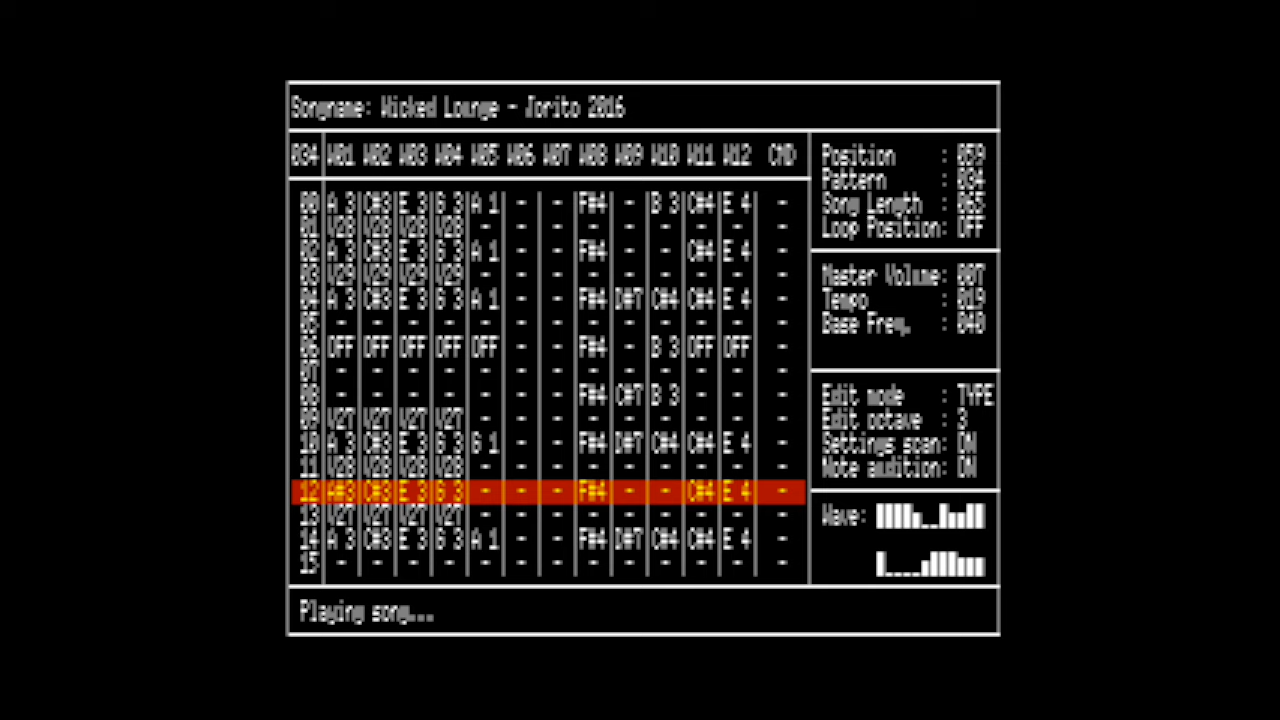 Songname: Wicked Lounge - Jorito 2016
034 W01 W02 W03 W04 W05 W06 W07 W08 W09 W10 W11 W12 CMD
00 A 3 C#3 E 3 G 3 A 1 - - F#4 - B 3 C#4 E 4 -
01 V28 V28 V28 V28 - - - - - - - - -
02 A 3 C#3 E 3 G 3 A 1 - - F#4 - - C#4 E 4 -
03 V29 V29 V29 V29 - - - - - - - - -
04 A 3 C#3 E 3 G 3 A 1 - - F#4 D#7 C#4 C#4 E 4 -
05 - - - - - - - - - - - - -
06 OFF OFF OFF OFF OFF - - F#4 - B 3 OFF OFF -
07 - - - - - - - - - - - - -
08 - - - - - - - F#4 C#7 B 3 - - -
09 V27 V27 V27 V27 - - - - - - - - -
10 A 3 C#3 E 3 G 3 G 1 - - F#4 D#7 C#4 C#4 E 4 -
11 V28 V28 V28 V28 - - - - - - - - -
12 A#3 C#3 E 3 G 3 - - - F#4 - - C#4 E 4 -
13 V27 V27 V27 V27 - - - - - - - - -
14 A 3 C#3 E 3 G 3 A 1 - - F#4 D#7 C#4 C#4 E 4 -
15 - - - - - - - - - - - - -
Position : 059
Pattern : 034
Song Length : 065
Loop Position: OFF
Master Volume: 007
Tempo : 019
Base Freq. : 040
Edit mode : TYPE
Edit octave : 3
Settings scan: ON
Note audition: ON
Wave:
Playing song...